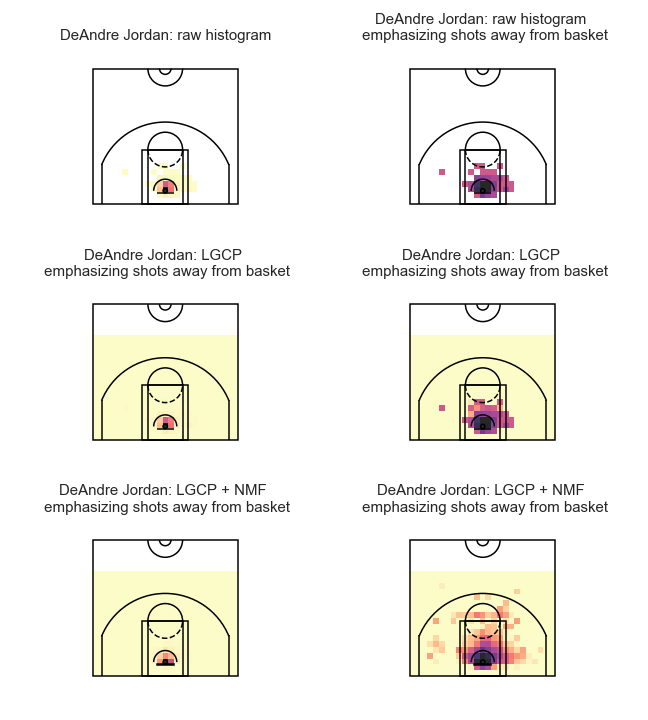 DeAndre Jordan: raw histogram
DeAndre Jordan: raw histogram
emphasizing shots away from basket
DeAndre Jordan: LGCP
emphasizing shots away from basket
DeAndre Jordan: LGCP
emphasizing shots away from basket
DeAndre Jordan: LGCP + NMF
emphasizing shots away from basket
DeAndre Jordan: LGCP + NMF
emphasizing shots away from basket